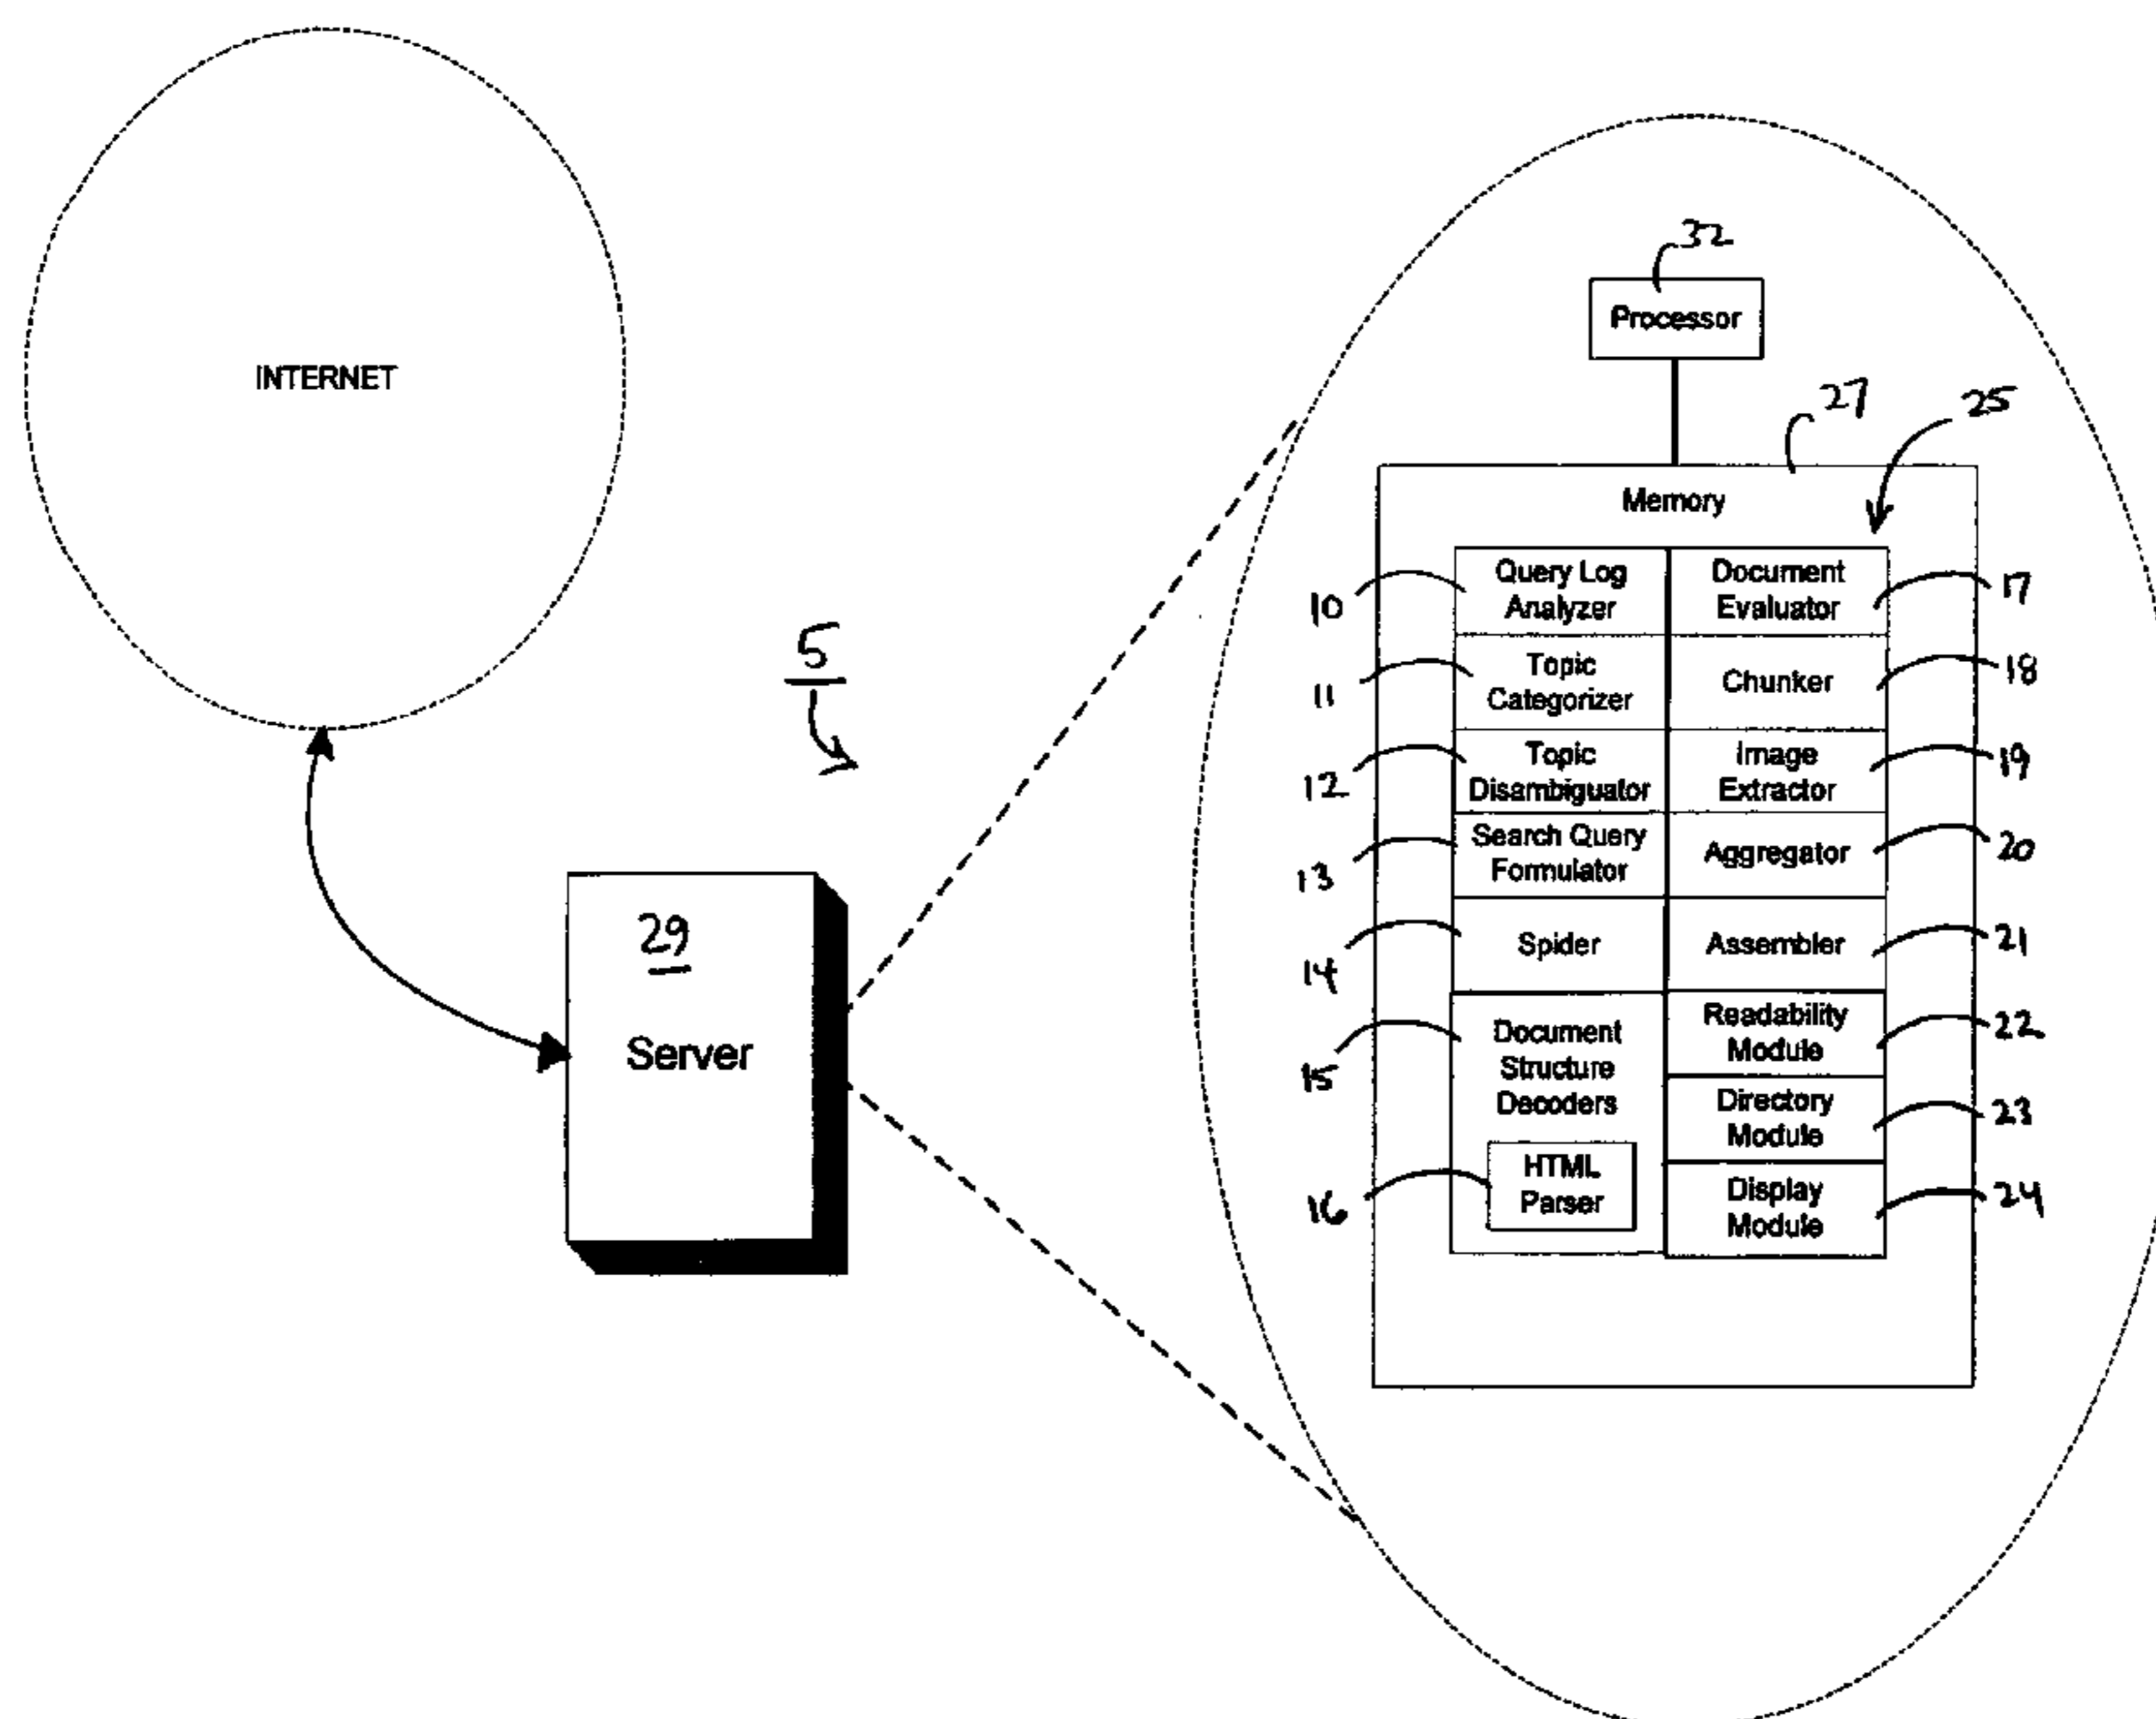 INTERNET
5
29
Server
32
Processor
27
25
Memory
10
Query Log
Analyzer
Document
Evaluator
17
11
Topic
Categorizer
Chunker
18
12
Topic
Disambiguator
Image
Extractor
19
13
Search Query
Formulator
Aggregator
20
14
Spider
Assembler
21
15
Document
Structure
Decoders
Readability
Module
22
Directory
Module
23
16
HTML
Parser
Display
Module
24